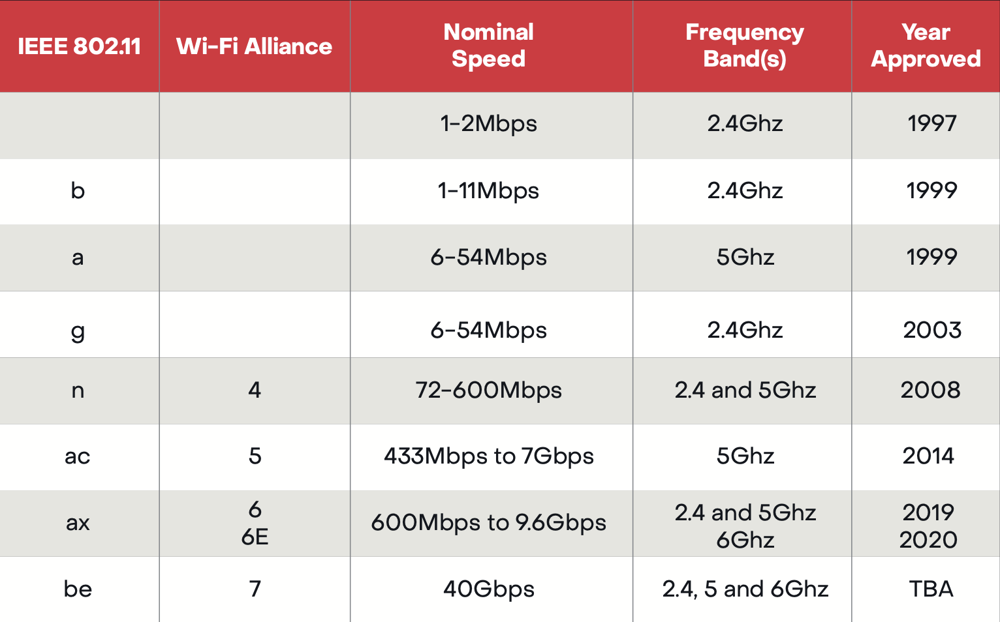 IEEE 802.11 Wi-Fi Alliance Nominal Speed Frequency Band(s) Year Approved
1-2Mbps 2.4Ghz 1997
b 1-11Mbps 2.4Ghz 1999
a 6-54Mbps 5Ghz 1999
g 6-54Mbps 2.4Ghz 2003
n 4 72-600Mbps 2.4 and 5Ghz 2008
ac 5 433Mbps to 7Gbps 5Ghz 2014
ax 6 6E 600Mbps to 9.6Gbps 2.4 and 5Ghz 6Ghz 2019 2020
be 7 40Gbps 2.4, 5 and 6Ghz TBA